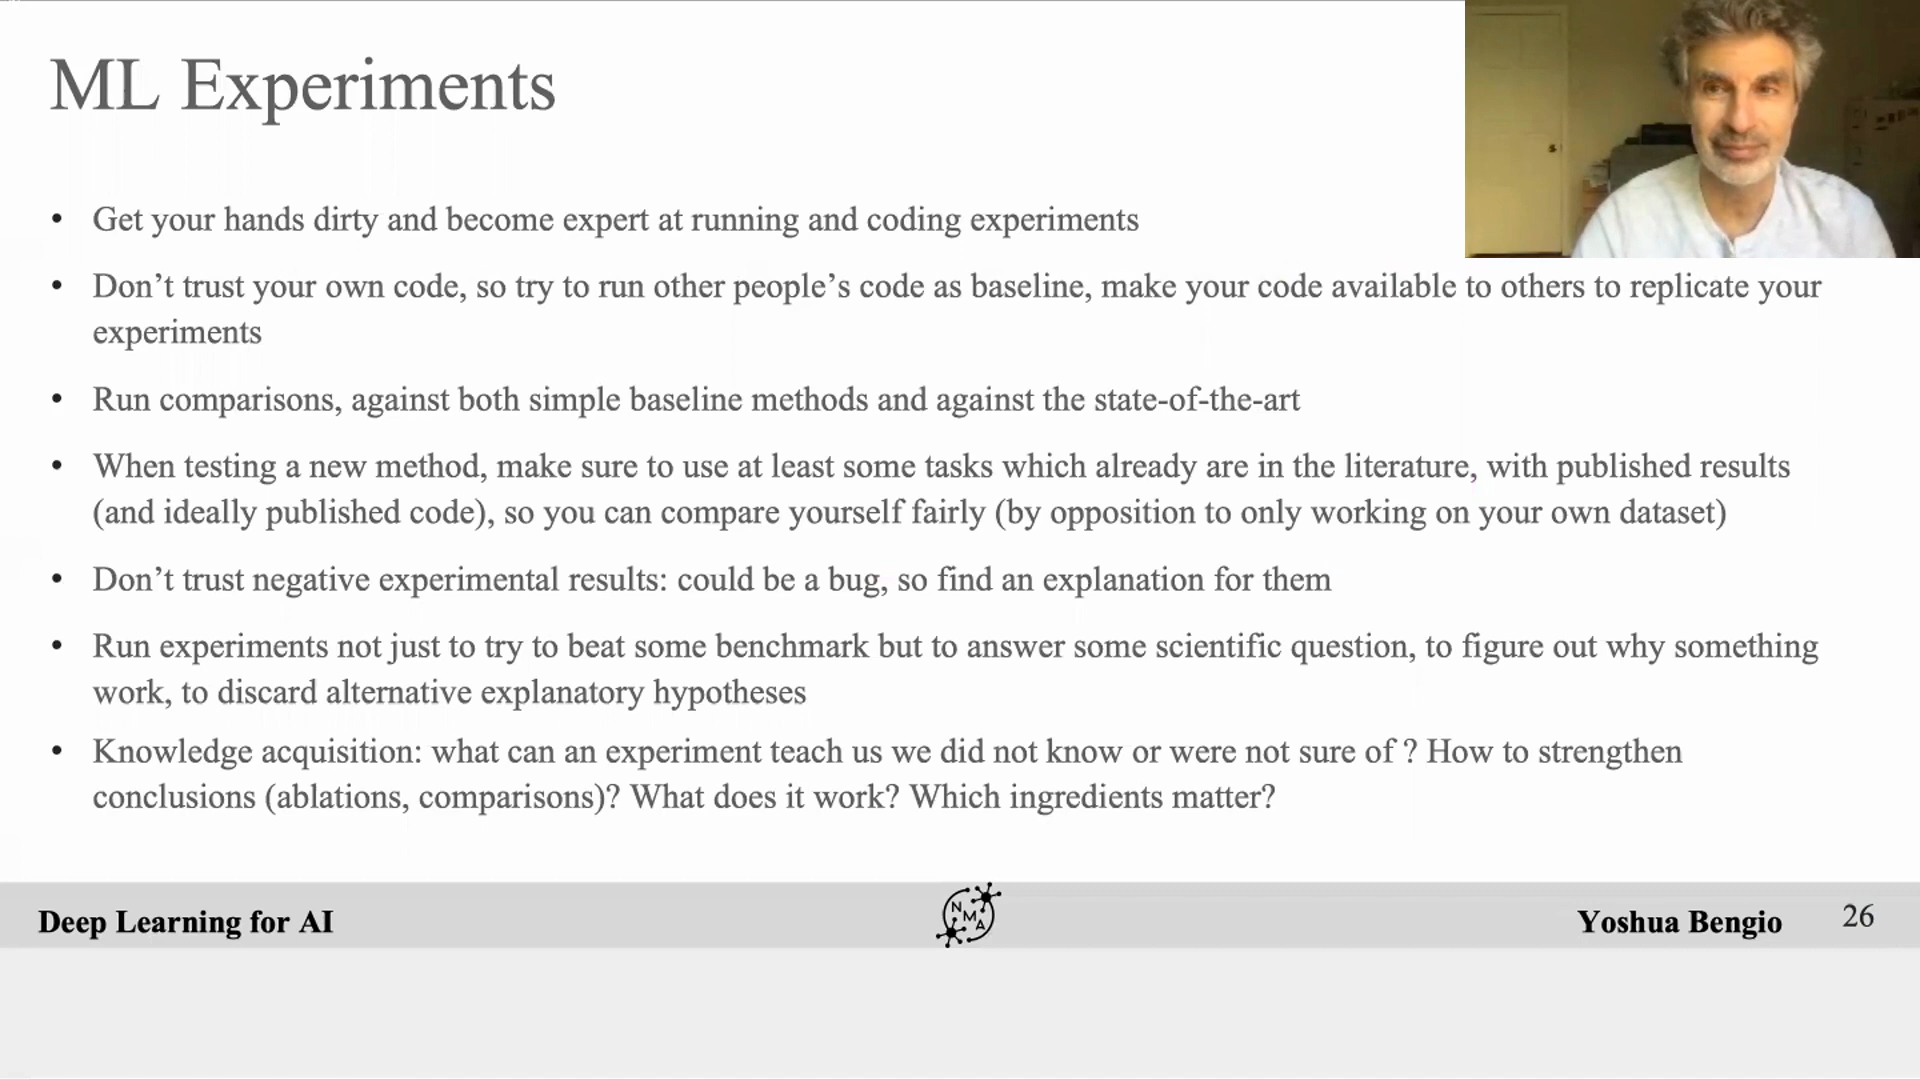 ML Experiments
• Get your hands dirty and become expert at running and coding experiments
• Don’t trust your own code, so try to run other people’s code as baseline, make your code available to others to replicate your
experiments
• Run comparisons, against both simple baseline methods and against the state-of-the-art
• When testing a new method, make sure to use at least some tasks which already are in the literature, with published results
(and ideally published code), so you can compare yourself fairly (by opposition to only working on your own dataset)
• Don’t trust negative experimental results: could be a bug, so find an explanation for them
• Run experiments not just to try to beat some benchmark but to answer some scientific question, to figure out why something
work, to discard alternative explanatory hypotheses
• Knowledge acquisition: what can an experiment teach us we did not know or were not sure of ? How to strengthen
conclusions (ablations, comparisons)? What does it work? Which ingredients matter?
Deep Learning for AI
NMA
Yoshua Bengio 26